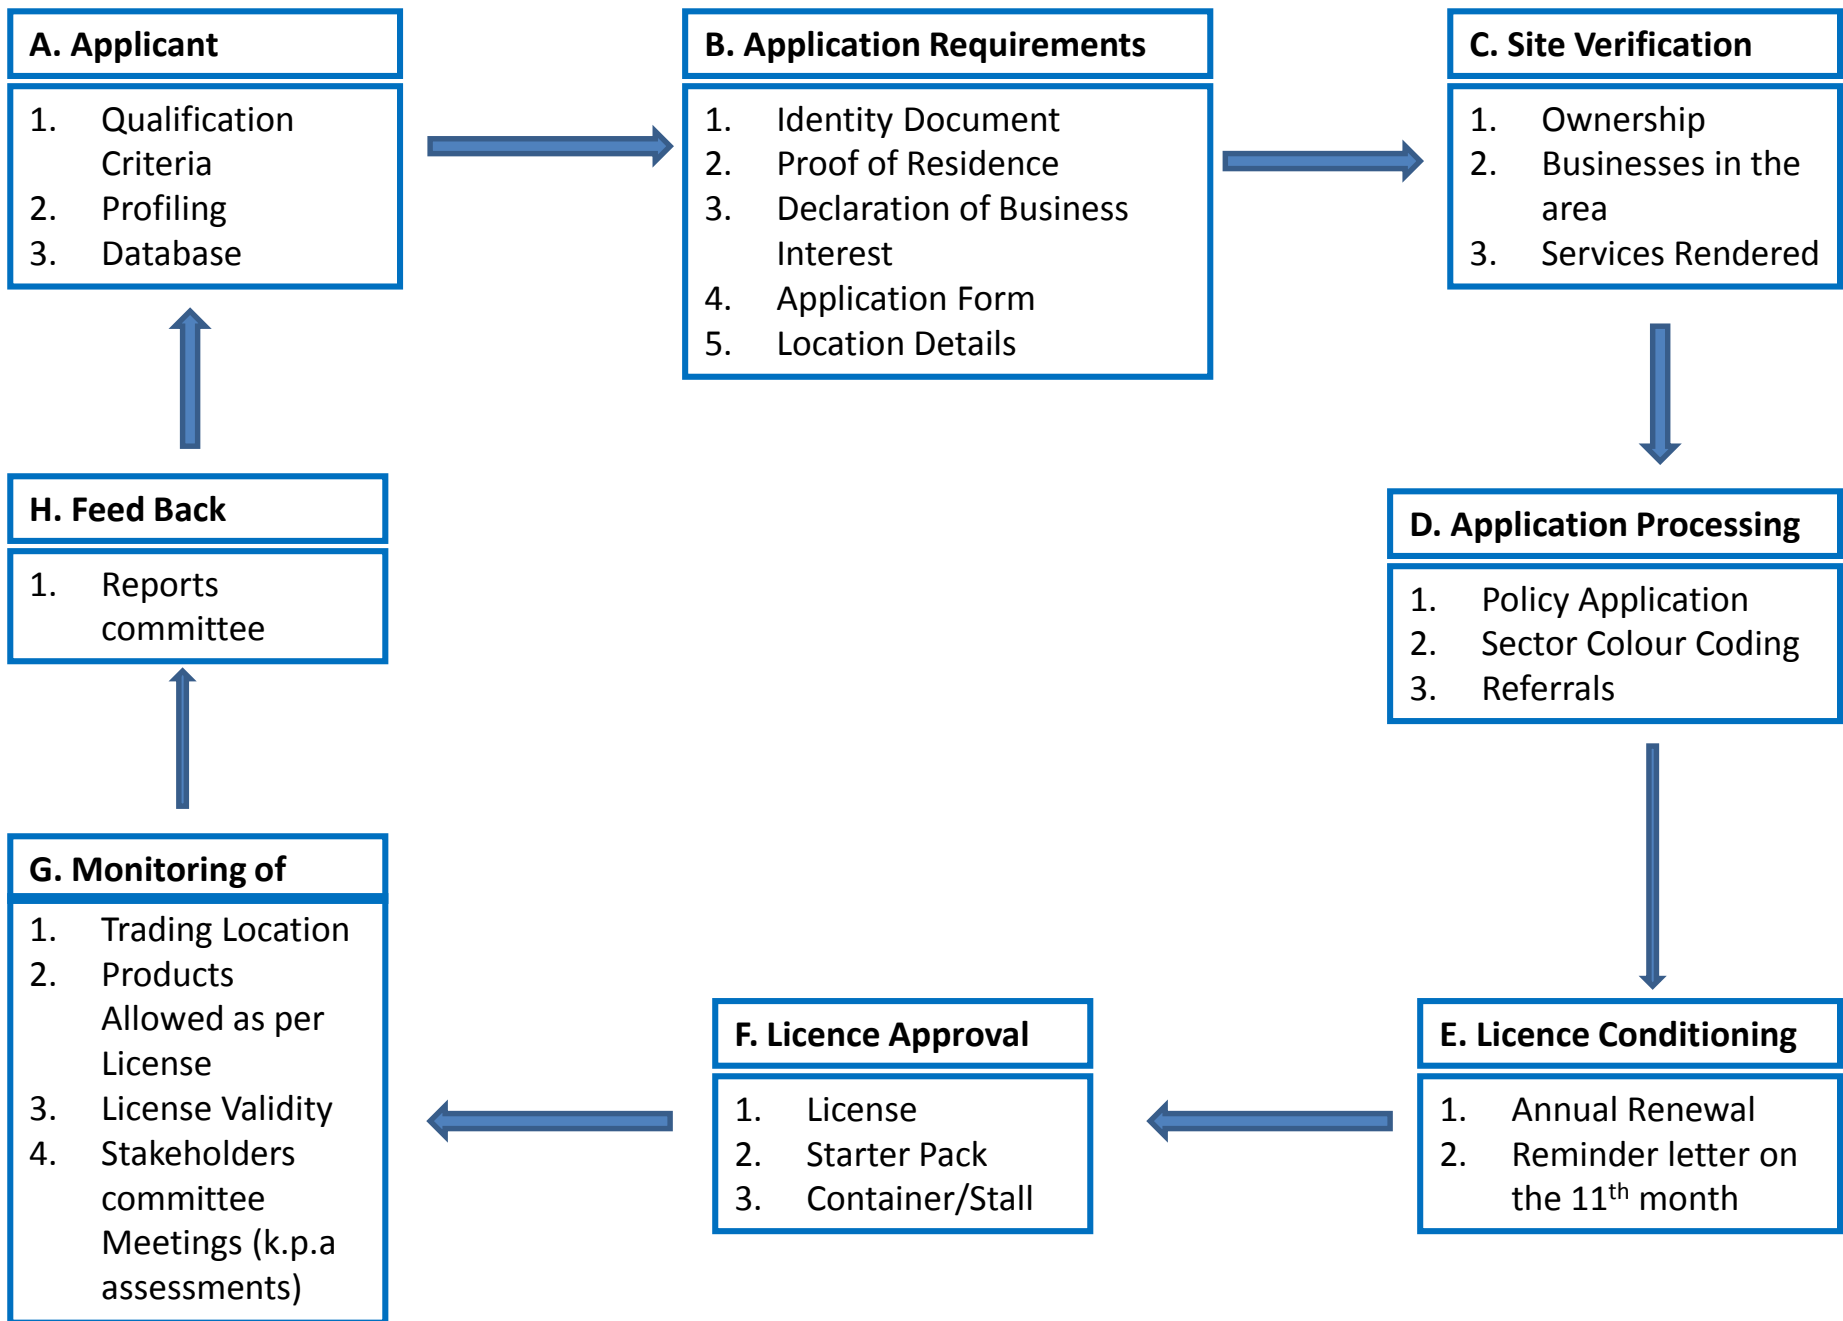 A. Applicant
1. Qualification
Criteria
2. Profiling
3. Database
B. Application Requirements
1. Identity Document
2. Proof of Residence
3. Declaration of Business
Interest
4. Application Form
5. Location Details
C. Site Verification
1. Ownership
2. Businesses in the
area
3. Services Rendered
D. Application Processing
1. Policy Application
2. Sector Colour Coding
3. Referrals
E. Licence Conditioning
1. Annual Renewal
2. Reminder letter on
the 11th month
F. Licence Approval
1. License
2. Starter Pack
3. Container/Stall
G. Monitoring of
1. Trading Location
2. Products
Allowed as per
License
3. License Validity
4. Stakeholders
committee
Meetings (k.p.a
assessments)
H. Feed Back
1. Reports
committee